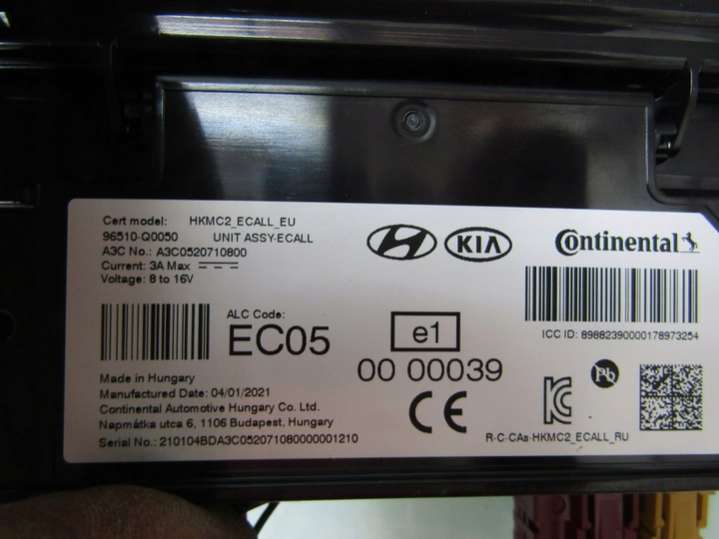 Cert model: HKMC2_ECALL_EU
96510-Q0050 UNIT ASSY-ECALL
A3C No.: A3C0520710800
Current: 3A Max
Voltage: 8 to 16V
KIA
Continental
ICC ID: 89882390000178973254
ALC Code:
EC05
e1
00 00039
Made in Hungary
Manufactured Date: 04/01/2021
Continental Automotive Hungary Co. Ltd.
Napmátka utca 6, 1106 Budapest, Hungary
Serial No.: 210104BDA3C052071080000001210
CE
Pb
R-C-CAs-HKMC2_ECALL_RU